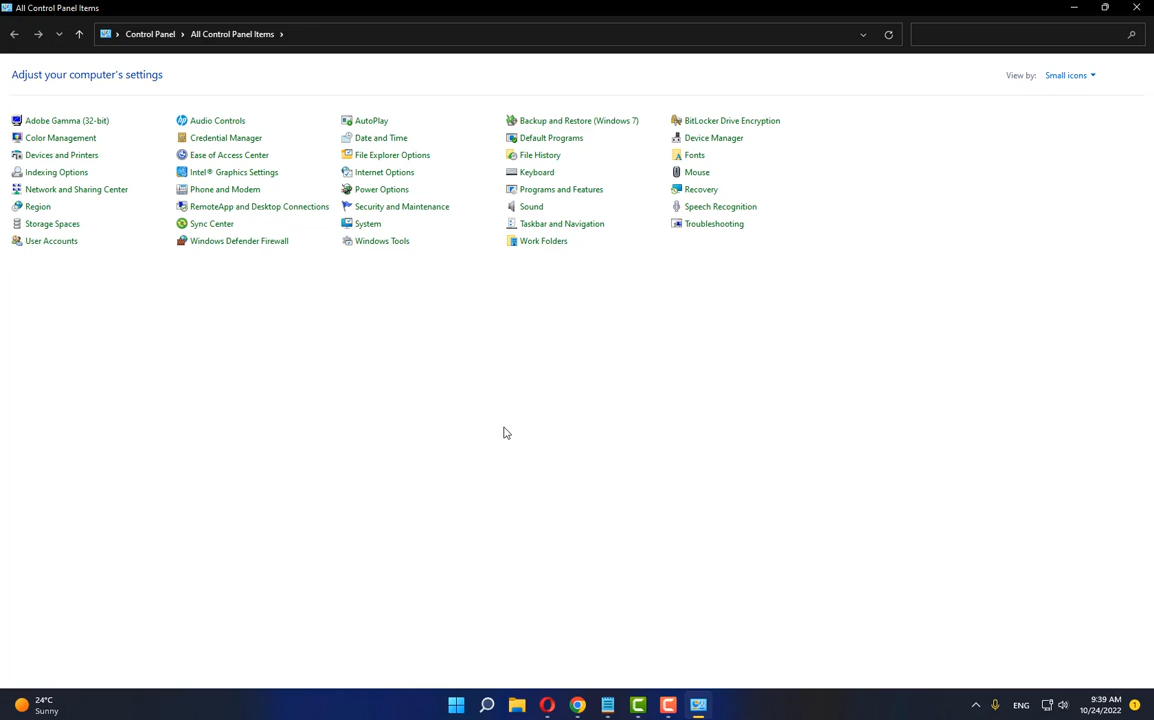 All Control Panel Items
Control Panel > All Control Panel Items >
Adjust your computer's settings
View by: Small icons
Adobe Gamma (32-bit) Audio Controls AutoPlay Backup and Restore (Windows 7) BitLocker Drive Encryption
Color Management Credential Manager Date and Time Default Programs Device Manager
Devices and Printers Ease of Access Center File Explorer Options File History Fonts
Indexing Options Intel® Graphics Settings Internet Options Keyboard Mouse
Network and Sharing Center Phone and Modem Power Options Programs and Features Recovery
Region RemoteApp and Desktop Connections Security and Maintenance Sound Speech Recognition
Storage Spaces Sync Center System Taskbar and Navigation Troubleshooting
User Accounts Windows Defender Firewall Windows Tools Work Folders
24°C
Sunny
ENG
9:39 AM
10/24/2022
1